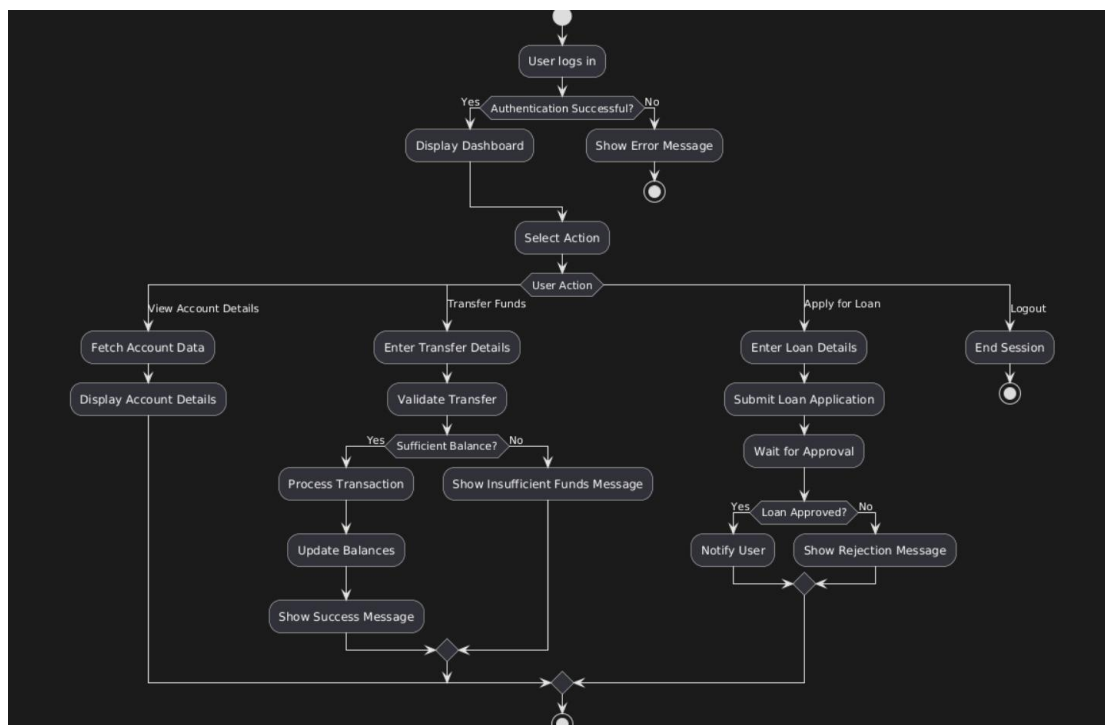 User logs in
Yes
Authentication Successful?
No
Display Dashboard
Show Error Message
Select Action
User Action
View Account Details
Transfer Funds
Apply for Loan
Logout
Fetch Account Data
Enter Transfer Details
Enter Loan Details
End Session
Display Account Details
Validate Transfer
Submit Loan Application
Yes
Sufficient Balance?
No
Wait for Approval
Process Transaction
Show Insufficient Funds Message
Yes
Loan Approved?
No
Update Balances
Notify User
Show Rejection Message
Show Success Message